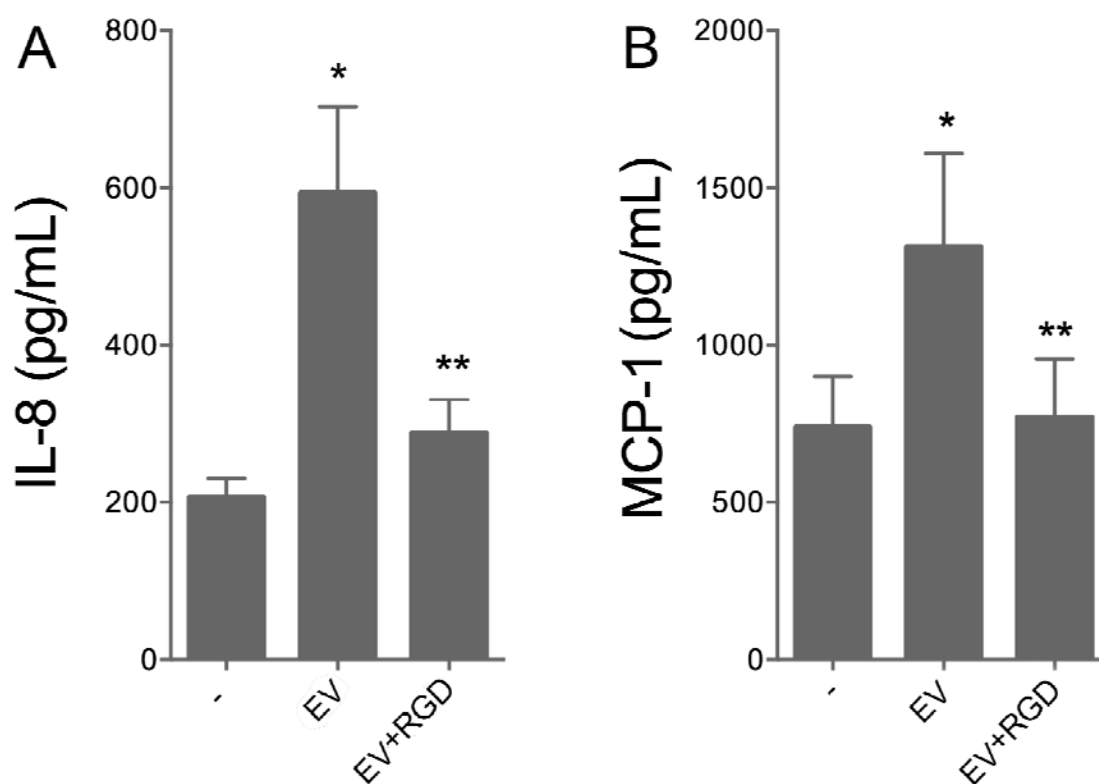 A
IL-8 (pg/mL)
800
600
400
200
0
*
**
-
EV
EV+RGD
B
MCP-1 (pg/mL)
2000
1500
1000
500
0
*
**
-
EV
EV+RGD